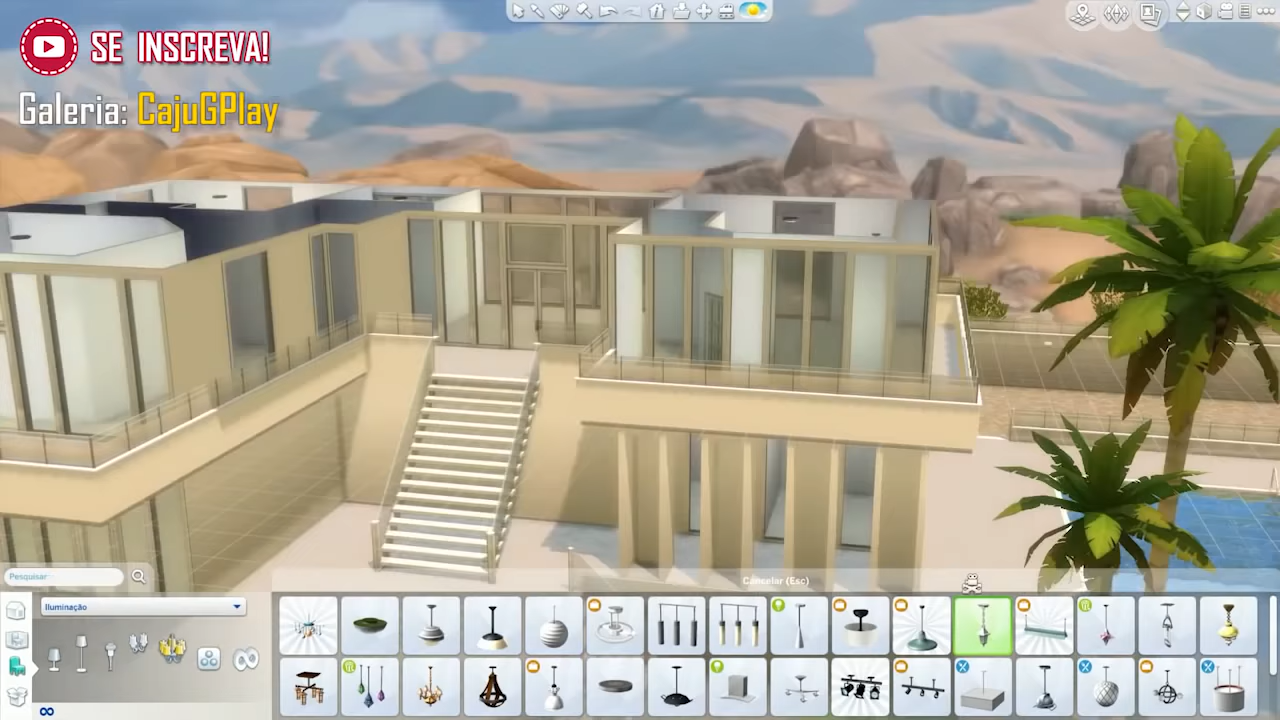 SE INSCREVA!
Galeria: CajuGPlay
Cancelar (Esc)
Pesquisar
Iluminação